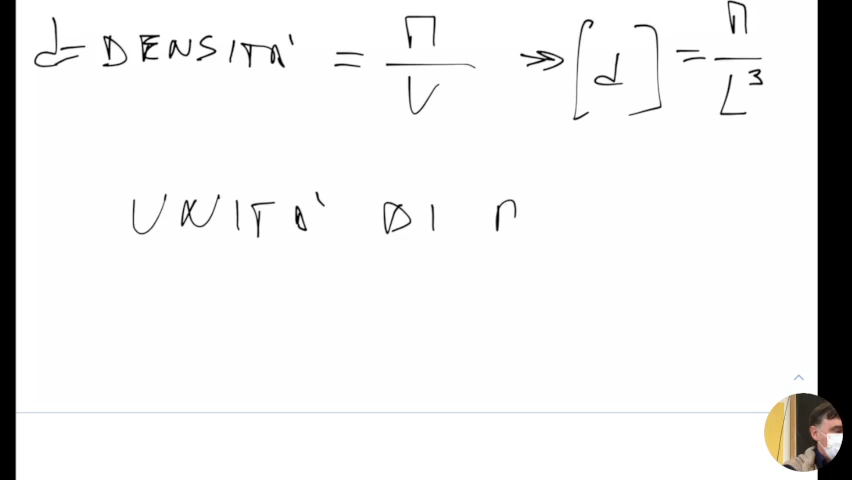 d = DENSITA' = M / V ⇒ [d] = M / L³
UNITA' DI M